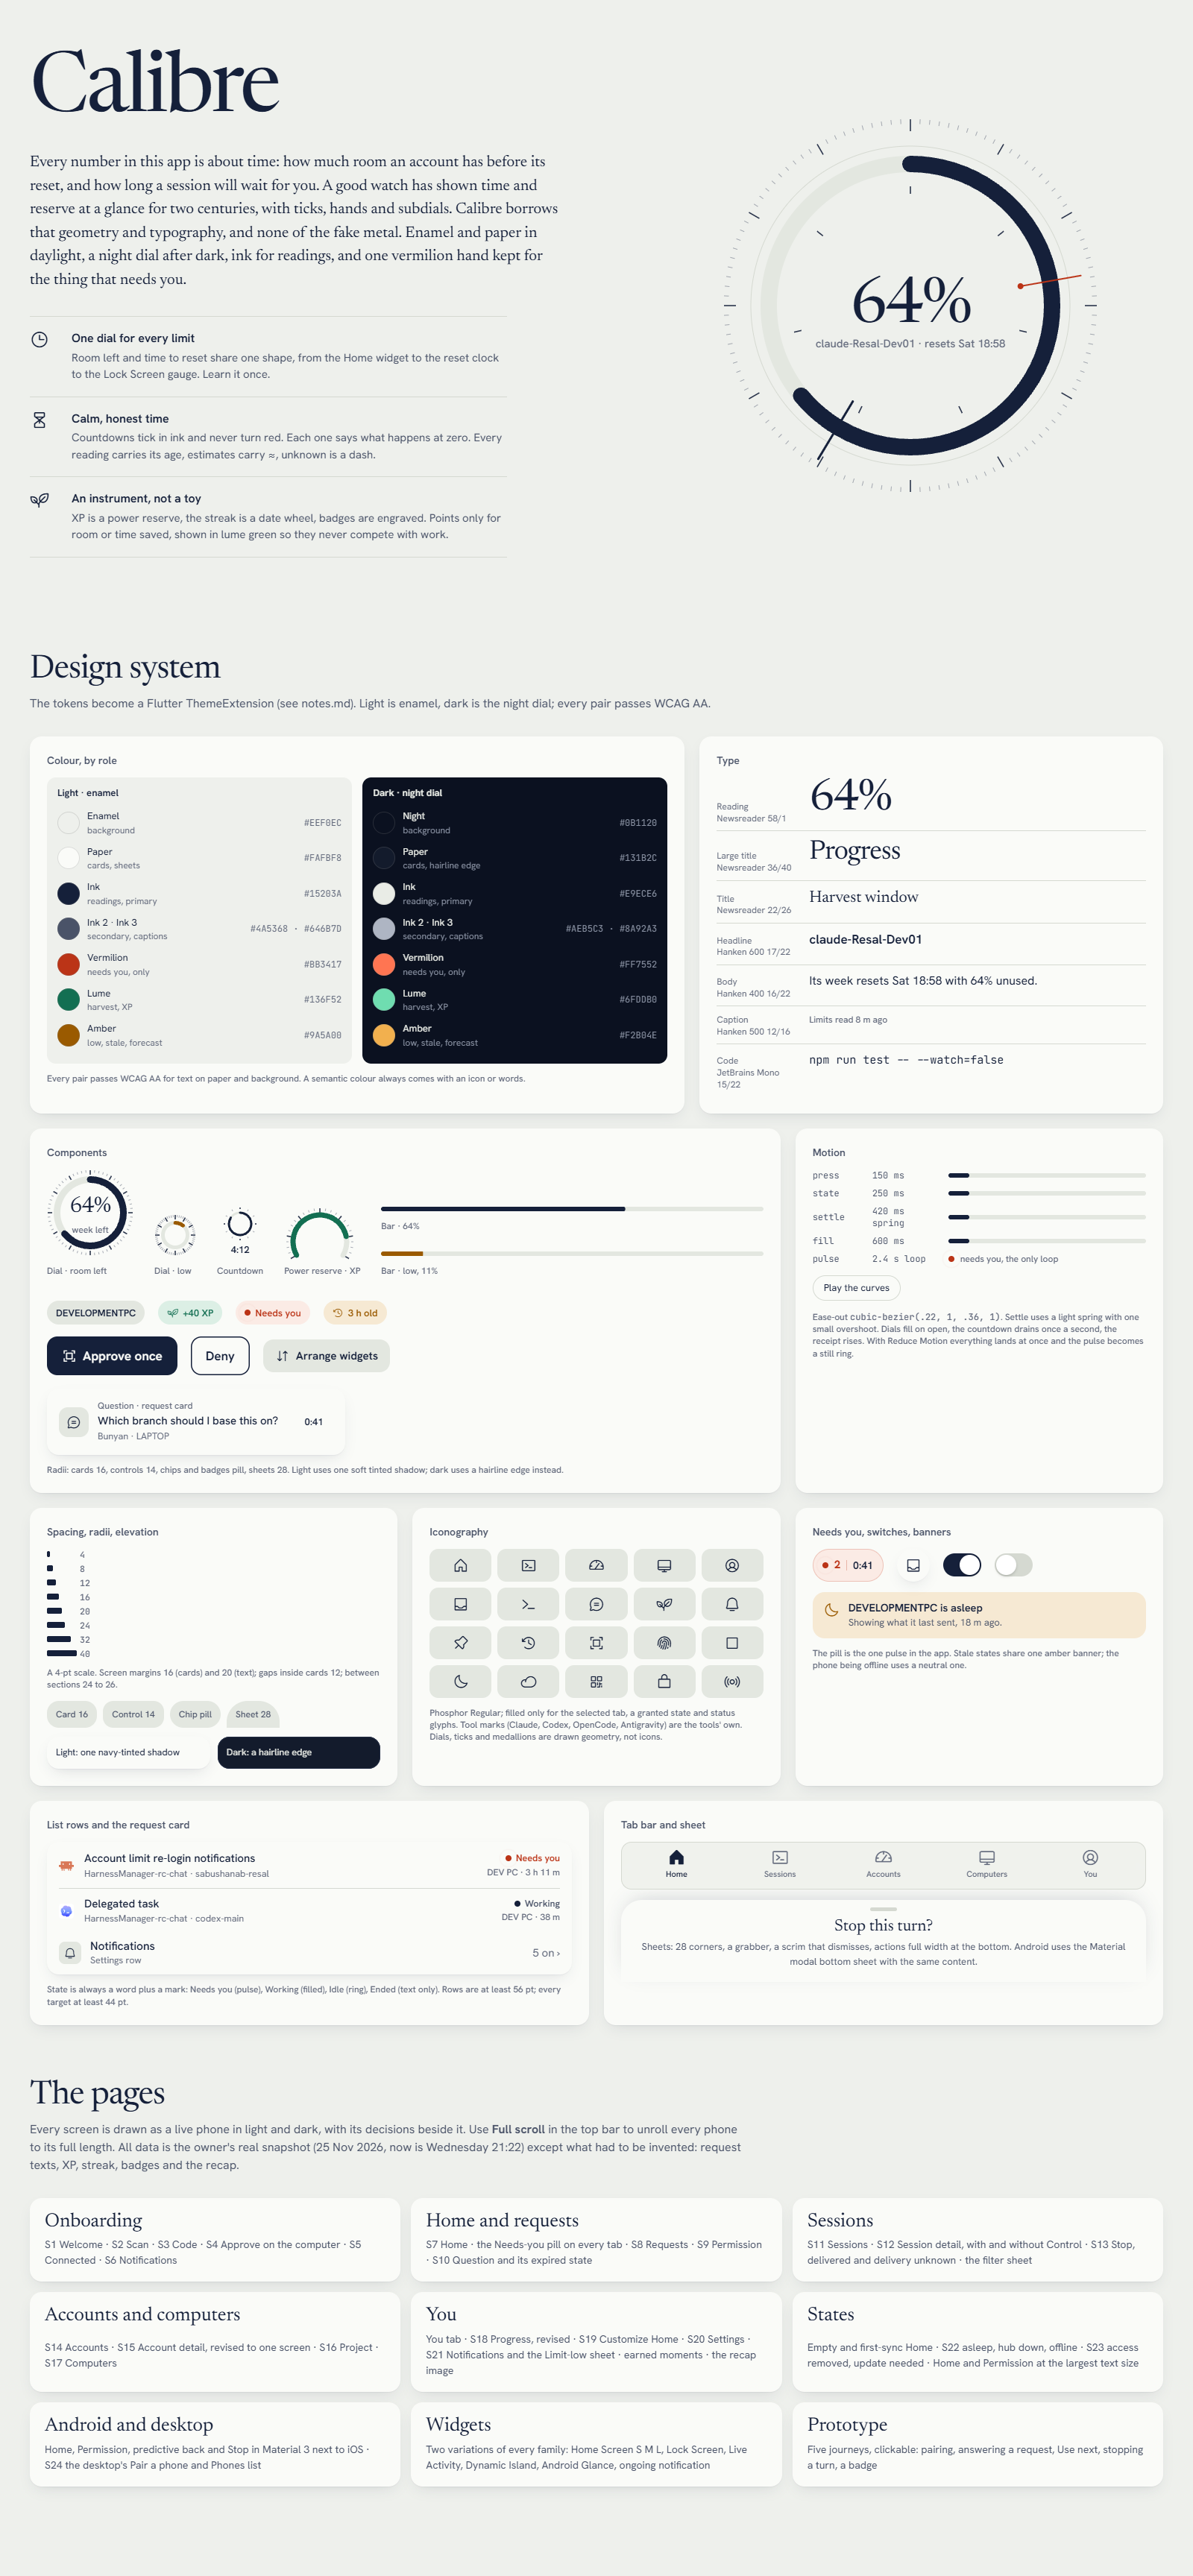 Calibre
Every number in this app is about time: how much room an account has before its
reset, and how long a session will wait for you. A good watch has shown time and
reserve at a glance for two centuries, with ticks, hands and subdials. Calibre borrows
that geometry and typography, and none of the fake metal. Enamel and paper in
daylight, a night dial after dark, ink for readings, and one vermilion hand kept for
the thing that needs you.
One dial for every limit
Room left and time to reset share one shape, from the Home widget to the reset clock
to the Lock Screen gauge. Learn it once.
Calm, honest time
Countdowns tick in ink and never turn red. Each one says what happens at zero. Every
reading carries its age, estimates carry ≈, unknown is a dash.
An instrument, not a toy
XP is a power reserve, the streak is a date wheel, badges are engraved. Points only for
room or time saved, shown in lume green so they never compete with work.
64%
claude-Resal-Dev01 · resets Sat 18:58
Design system
The tokens become a Flutter ThemeExtension (see notes.md). Light is enamel, dark is the night dial; every pair passes WCAG AA.
Colour, by role
Light · enamel
Enamel
background
#EEF0EC
Paper
cards, sheets
#FAFBF8
Ink
readings, primary
#15203A
Ink 2 · Ink 3
secondary, captions
#4A5368 · #646B7D
Vermilion
needs you, only
#BB3417
Lume
harvest, XP
#136F52
Amber
low, stale, forecast
#9A5A00
Dark · night dial
Night
background
#0B1120
Paper
cards, hairline edge
#131B2C
Ink
readings, primary
#E9ECE6
Ink 2 · Ink 3
secondary, captions
#AEB5C3 · #8A92A3
Vermilion
needs you, only
#FF7552
Lume
harvest, XP
#6FDDB0
Amber
low, stale, forecast
#F2B04E
Every pair passes WCAG AA for text on paper and background. A semantic colour always comes with an icon or words.
Type
Reading
Newsreader 58/1
64%
Large title
Newsreader 36/40
Progress
Title
Newsreader 22/26
Harvest window
Headline
Hanken 600 17/22
claude-Resal-Dev01
Body
Hanken 400 16/22
Its week resets Sat 18:58 with 64% unused.
Caption
Hanken 500 12/16
Limits read 8 m ago
Code
JetBrains Mono
15/22
npm run test -- --watch=false
Components
64%
week left
Dial · room left
Dial · low
4:12
Countdown
Power reserve · XP
Bar · 64%
Bar · low, 11%
DEVELOPMENTPC
+40 XP
Needs you
3 h old
Approve once
Deny
Arrange widgets
Question · request card
Which branch should I base this on?
Bunyan · LAPTOP
0:41
Radii: cards 16, controls 14, chips and badges pill, sheets 28. Light uses one soft tinted shadow; dark uses a hairline edge instead.
Motion
press 150 ms
state 250 ms
settle 420 ms
spring
fill 600 ms
pulse 2.4 s loop needs you, the only loop
Play the curves
Ease-out cubic-bezier(.22, 1, .36, 1). Settle uses a light spring with one
small overshoot. Dials fill on open, the countdown drains once a second, the
receipt rises. With Reduce Motion everything lands at once and the pulse becomes
a still ring.
Spacing, radii, elevation
4
8
12
16
20
24
32
40
A 4-pt scale. Screen margins 16 (cards) and 20 (text); gaps inside cards 12; between
sections 24 to 26.
Card 16
Control 14
Chip pill
Sheet 28
Light: one navy-tinted shadow
Dark: a hairline edge
Iconography
Phosphor Regular; filled only for the selected tab, a granted state and status
glyphs. Tool marks (Claude, Codex, OpenCode, Antigravity) are the tools' own.
Dials, ticks and medallions are drawn geometry, not icons.
Needs you, switches, banners
2 | 0:41
DEVELOPMENTPC is asleep
Showing what it last sent, 18 m ago.
The pill is the one pulse in the app. Stale states share one amber banner; the
phone being offline uses a neutral one.
List rows and the request card
Account limit re-login notifications
HarnessManager-rc-chat · sabushanab-resal
Needs you
DEV PC · 3 h 11 m
Delegated task
HarnessManager-rc-chat · codex-main
Working
DEV PC · 38 m
Notifications
Settings row
5 on ›
State is always a word plus a mark: Needs you (pulse), Working (filled), Idle (ring), Ended (text only). Rows are at least 56 pt; every
target at least 44 pt.
Tab bar and sheet
Home
Sessions
Accounts
Computers
You
Stop this turn?
Sheets: 28 corners, a grabber, a scrim that dismisses, actions full width at the bottom. Android uses the Material
modal bottom sheet with the same content.
The pages
Every screen is drawn as a live phone in light and dark, with its decisions beside it. Use Full scroll in the top bar to unroll every phone
to its full length. All data is the owner's real snapshot (25 Nov 2026, now is Wednesday 21:22) except what had to be invented: request
texts, XP, streak, badges and the recap.
Onboarding
S1 Welcome · S2 Scan · S3 Code · S4 Approve on the computer · S5
Connected · S6 Notifications
Home and requests
S7 Home · the Needs-you pill on every tab · S8 Requests · S9 Permission
· S10 Question and its expired state
Sessions
S11 Sessions · S12 Session detail, with and without Control · S13 Stop,
delivered and delivery unknown · the filter sheet
Accounts and computers
S14 Accounts · S15 Account detail, revised to one screen · S16 Project ·
S17 Computers
You
You tab · S18 Progress, revised · S19 Customize Home · S20 Settings ·
S21 Notifications and the Limit-low sheet · earned moments · the recap
image
States
Empty and first-sync Home · S22 asleep, hub down, offline · S23 access
removed, update needed · Home and Permission at the largest text size
Android and desktop
Home, Permission, predictive back and Stop in Material 3 next to iOS ·
S24 the desktop's Pair a phone and Phones list
Widgets
Two variations of every family: Home Screen S M L, Lock Screen, Live
Activity, Dynamic Island, Android Glance, ongoing notification
Prototype
Five journeys, clickable: pairing, answering a request, Use next, stopping
a turn, a badge